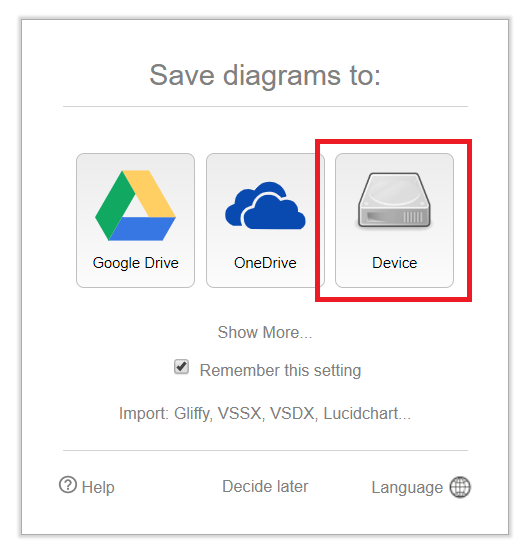 Save diagrams to:
Google Drive OneDrive Device
Show More...
Remember this setting
Import: Gliffy, VSSX, VSDX, Lucidchart...
? Help Decide later Language